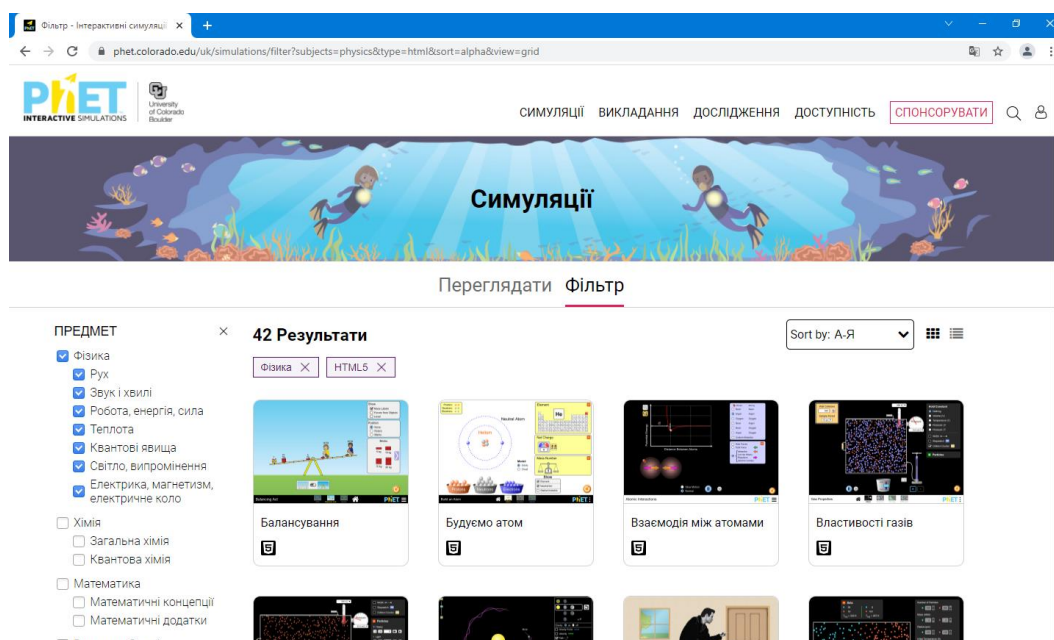 Фільтр - Інтерактивні симуляці
phet.colorado.edu/uk/simulations/filter?subjects=physics&type=html&sort=alpha&view=grid
PhET
INTERACTIVE SIMULATIONS
University
of Colorado
Boulder
СИМУЛЯЦІЇ ВИКЛАДАННЯ ДОСЛІДЖЕННЯ ДОСТУПНІСТЬ СПОНСОРУВАТИ
Симуляції
Переглядати Фільтр
ПРЕДМЕТ
Фізика
Рух
Звук і хвилі
Робота, енергія, сила
Теплота
Квантові явища
Світло, випромінення
Електрика, магнетизм,
електричне коло
Хімія
Загальна хімія
Квантова хімія
Математика
Математичні концепції
Математичні додатки
42 Результати
Sort by: А-Я
Фізика HTML5
Балансування
Будуємо атом
Взаємодія між атомами
Властивості газів